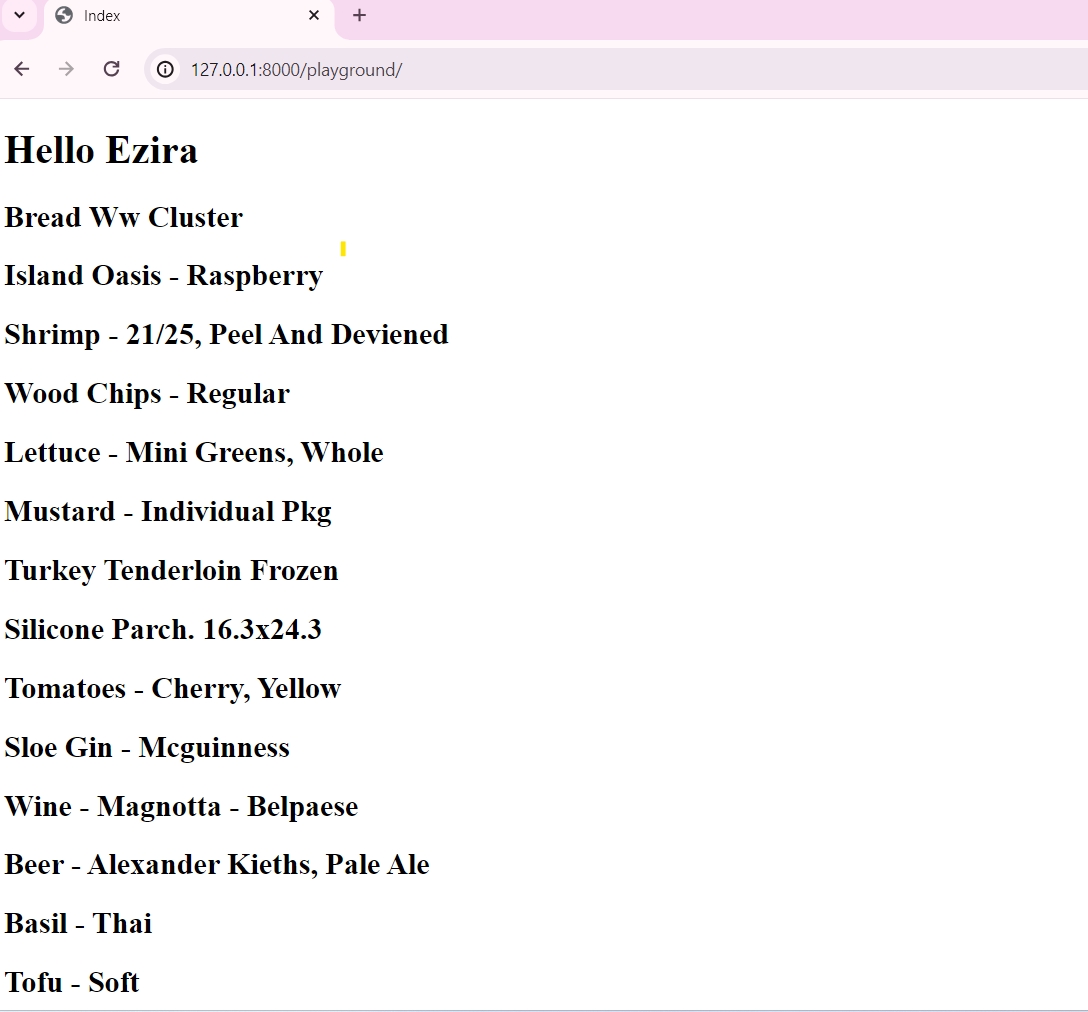 Index
127.0.0.1:8000/playground/
Hello Ezira
Bread Ww Cluster
Island Oasis - Raspberry
Shrimp - 21/25, Peel And Deviened
Wood Chips - Regular
Lettuce - Mini Greens, Whole
Mustard - Individual Pkg
Turkey Tenderloin Frozen
Silicone Parch. 16.3x24.3
Tomatoes - Cherry, Yellow
Sloe Gin - Mcguinness
Wine - Magnotta - Belpaese
Beer - Alexander Kieths, Pale Ale
Basil - Thai
Tofu - Soft